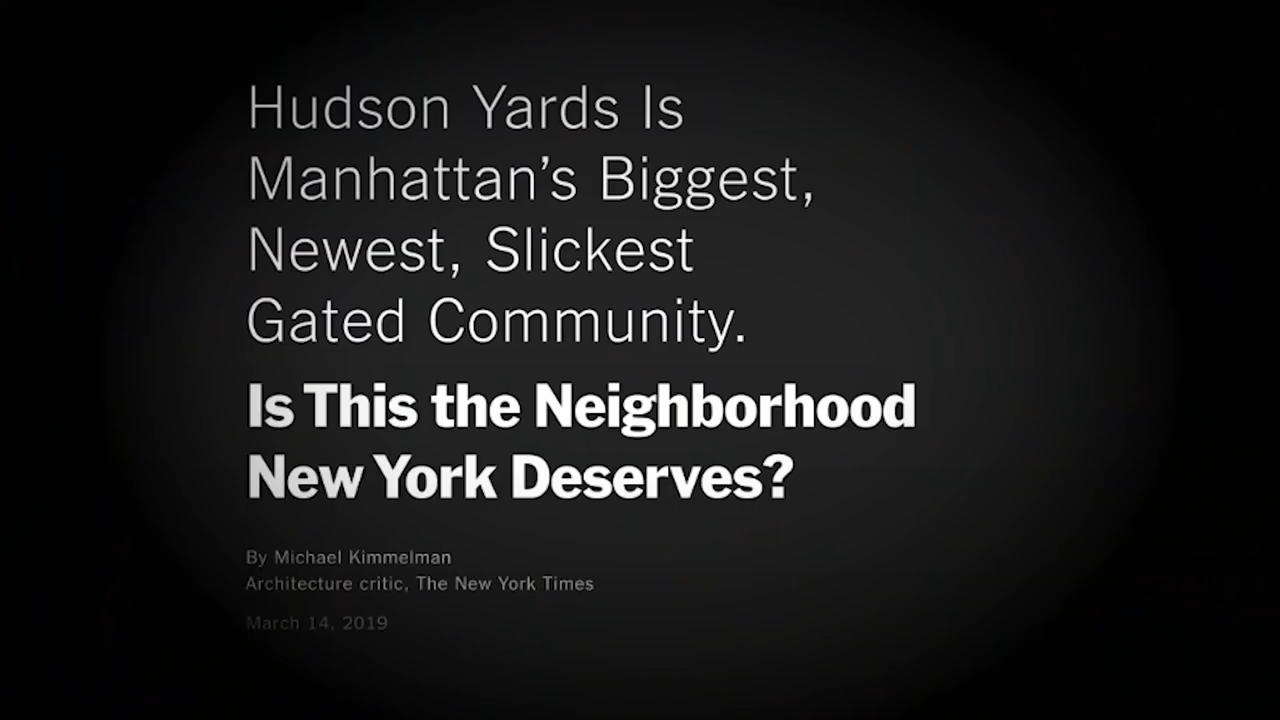 Hudson Yards Is
Manhattan’s Biggest,
Newest, Slickest
Gated Community.
Is This the Neighborhood
New York Deserves?
By Michael Kimmelman
Architecture critic, The New York Times
March 14, 2019